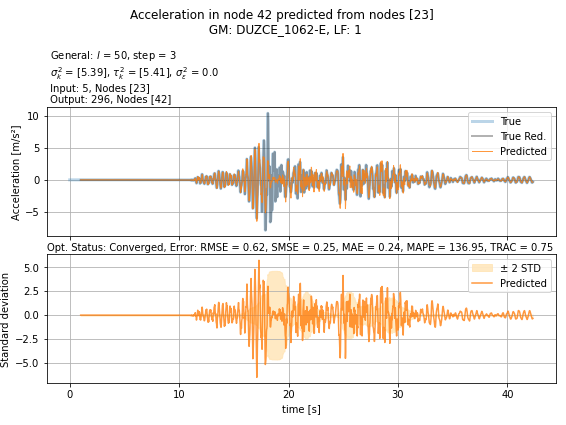 Acceleration in node 42 predicted from nodes [23]
GM: DUZCE_1062-E, LF: 1
General: l = 50, step = 3
σ²ₖ = [5.39], τ²ₖ = [5.41], σ²ε = 0.0
Input: 5, Nodes [23]
Output: 296, Nodes [42]
10
5
0
−5
Acceleration [m/s²]
True
True Red.
Predicted
Opt. Status: Converged, Error: RMSE = 0.62, SMSE = 0.25, MAE = 0.24, MAPE = 136.95, TRAC = 0.75
5.0
2.5
0.0
−2.5
−5.0
Standard deviation
± 2 STD
Predicted
0 10 20 30 40
time [s]